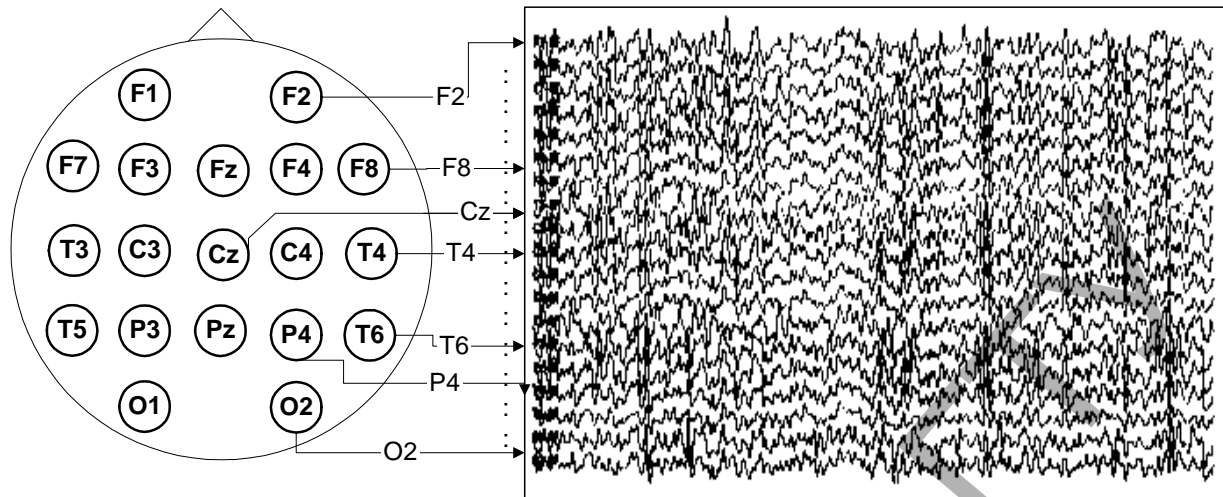 F1 F2 F2
F7 F3 Fz F4 F8 F8
Cz
T3 C3 Cz C4 T4 T4
T5 P3 Pz P4 T6 T6
P4
O1 O2
O2